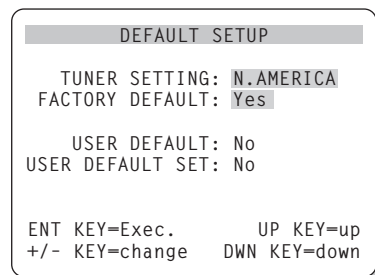 DEFAULT SETUP
TUNER SETTING: N.AMERICA
FACTORY DEFAULT: Yes
USER DEFAULT: No
USER DEFAULT SET: No
ENT KEY=Exec. UP KEY=up
+/- KEY=change DWN KEY=down